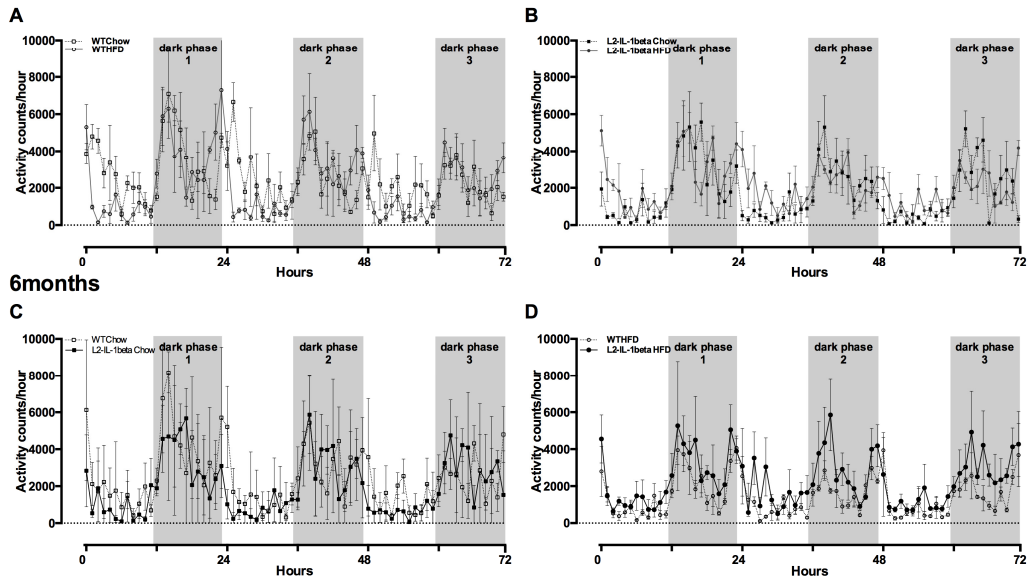 A
10000
8000
6000
4000
2000
0
Activity counts/hour
WTChow
WTHFD
dark phase
1
dark phase
2
dark phase
3
0
24
48
72
Hours
B
10000
8000
6000
4000
2000
0
Activity counts/hour
L2-IL-1beta Chow
L2-IL-1beta HFD
dark phase
1
dark phase
2
dark phase
3
0
24
48
72
Hours
6months
C
10000
8000
6000
4000
2000
0
Activity counts/hour
WTChow
L2-IL-1beta Chow
dark phase
1
dark phase
2
dark phase
3
0
24
48
72
Hours
D
10000
8000
6000
4000
2000
0
Activity counts/hour
WTHFD
L2-IL-1beta HFD
dark phase
1
dark phase
2
dark phase
3
0
24
48
72
Hours